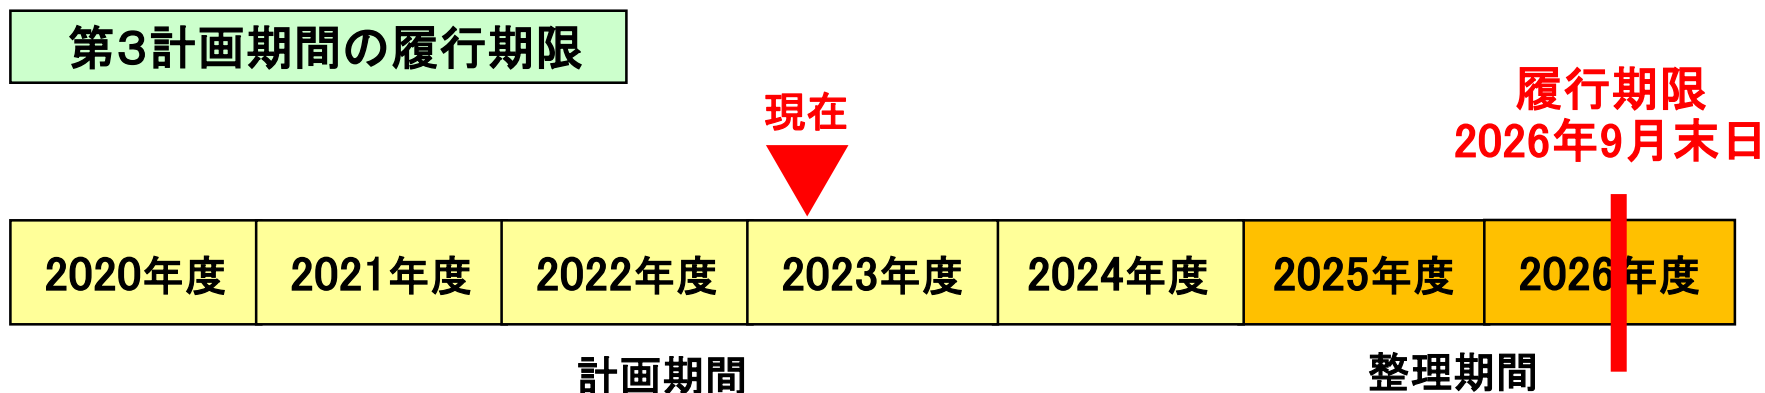 第3計画期間の履行期限
現在
履行期限
2026年9月末日
2020年度
2021年度
2022年度
2023年度
2024年度
2025年度
2026年度
計画期間
整理期間